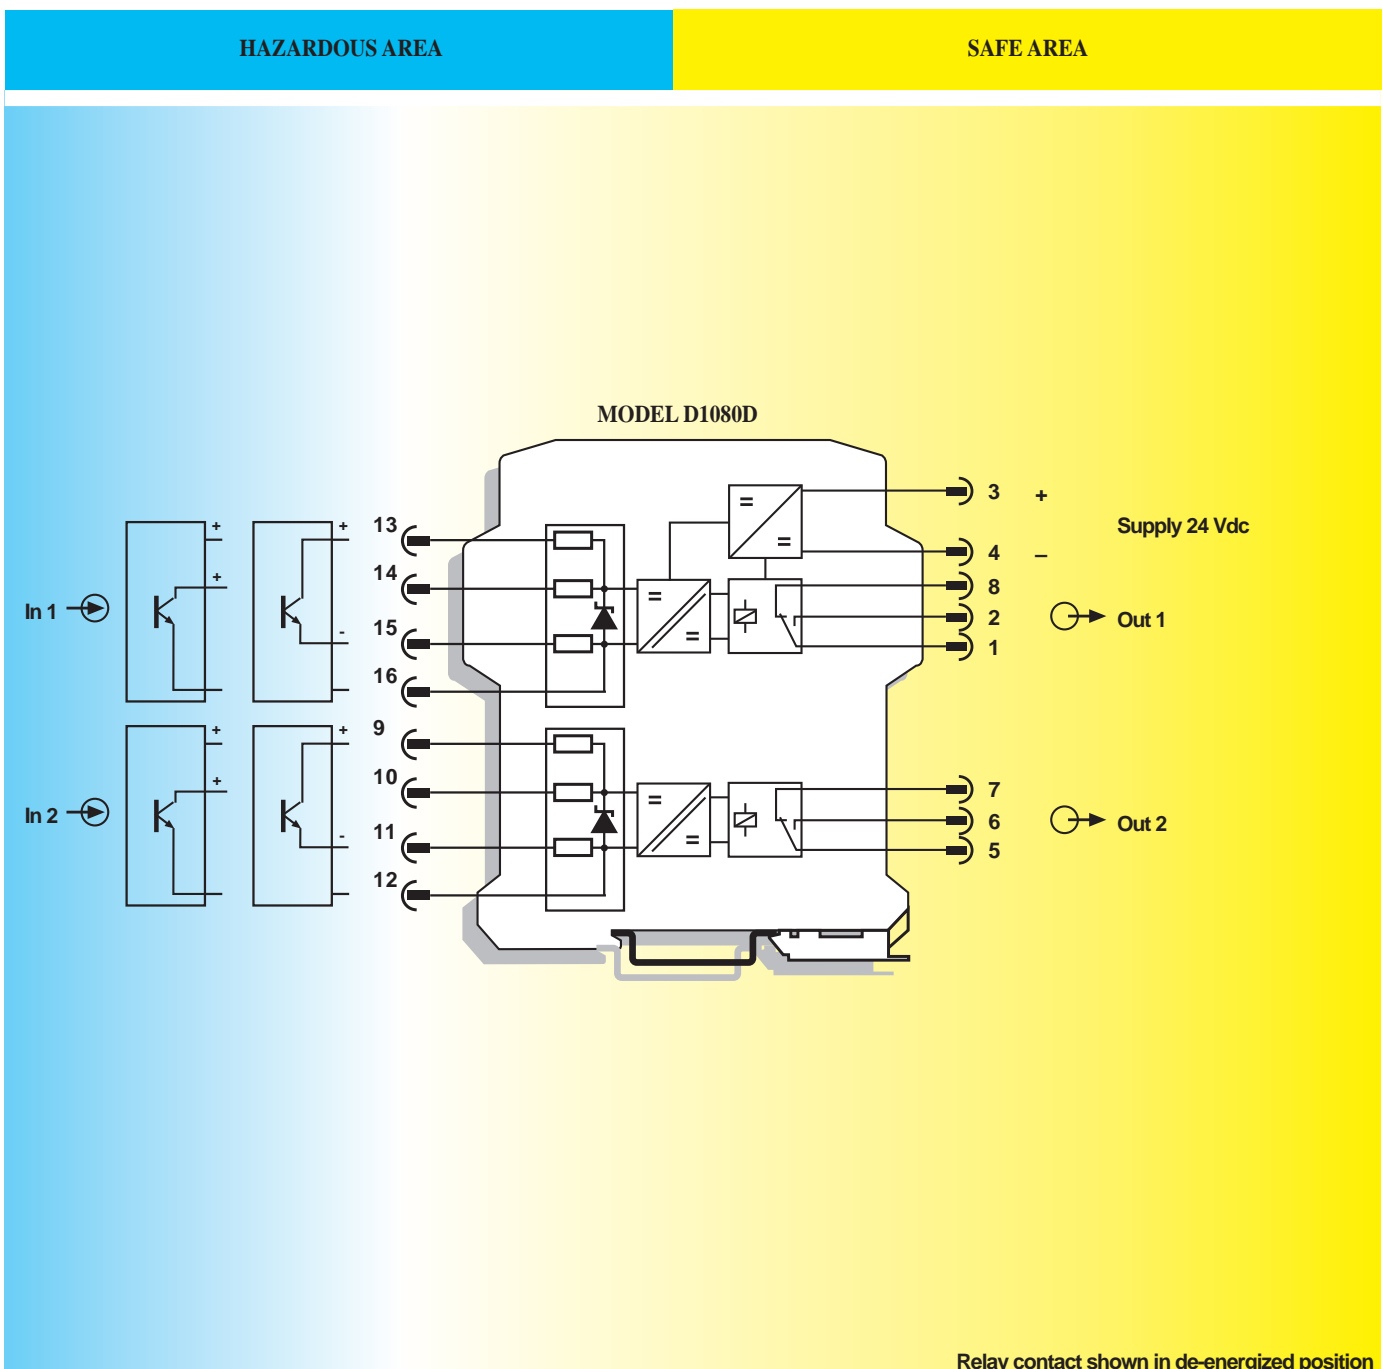 HAZARDOUS AREA
SAFE AREA
MODEL D1080D
3 +
Supply 24 Vdc
4 –
8
2
1
Out 1
In 1
+
+
+
-
13
14
15
16
In 2
+
+
+
-
9
10
11
12
7
6
5
Out 2
Relay contact shown in de-energized position